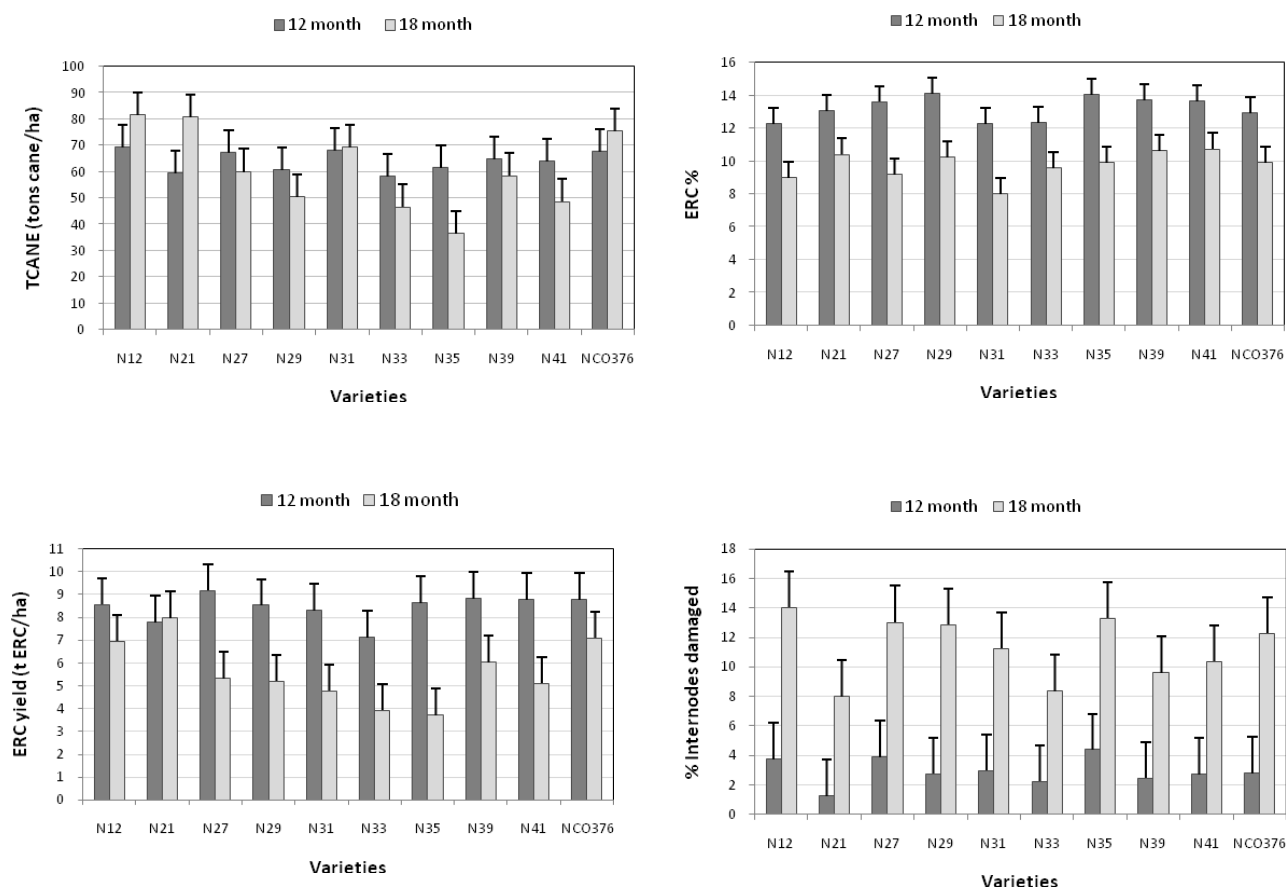 12 month 18 month
TCANE (tons cane/ha)
100
90
80
70
60
50
40
30
20
10
0
N12 N21 N27 N29 N31 N33 N35 N39 N41 NCO376
Varieties
12 month 18 month
ERC %
16
14
12
10
8
6
4
2
0
N12 N21 N27 N29 N31 N33 N35 N39 N41 NCO376
Varieties
12 month 18 month
ERC yield (t ERC/ha)
11
10
9
8
7
6
5
4
3
2
1
0
N12 N21 N27 N29 N31 N33 N35 N39 N41 NCO376
Varieties
12 month 18 month
% Internodes damaged
18
16
14
12
10
8
6
4
2
0
N12 N21 N27 N29 N31 N33 N35 N39 N41 NCO376
Varieties